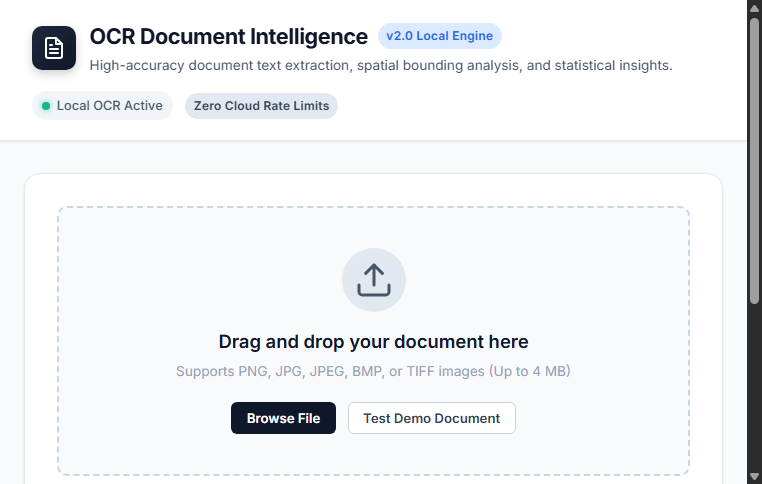 OCR Document Intelligence
v2.0 Local Engine
High-accuracy document text extraction, spatial bounding analysis, and statistical insights.
Local OCR Active
Zero Cloud Rate Limits
Drag and drop your document here
Supports PNG, JPG, JPEG, BMP, or TIFF images (Up to 4 MB)
Browse File
Test Demo Document